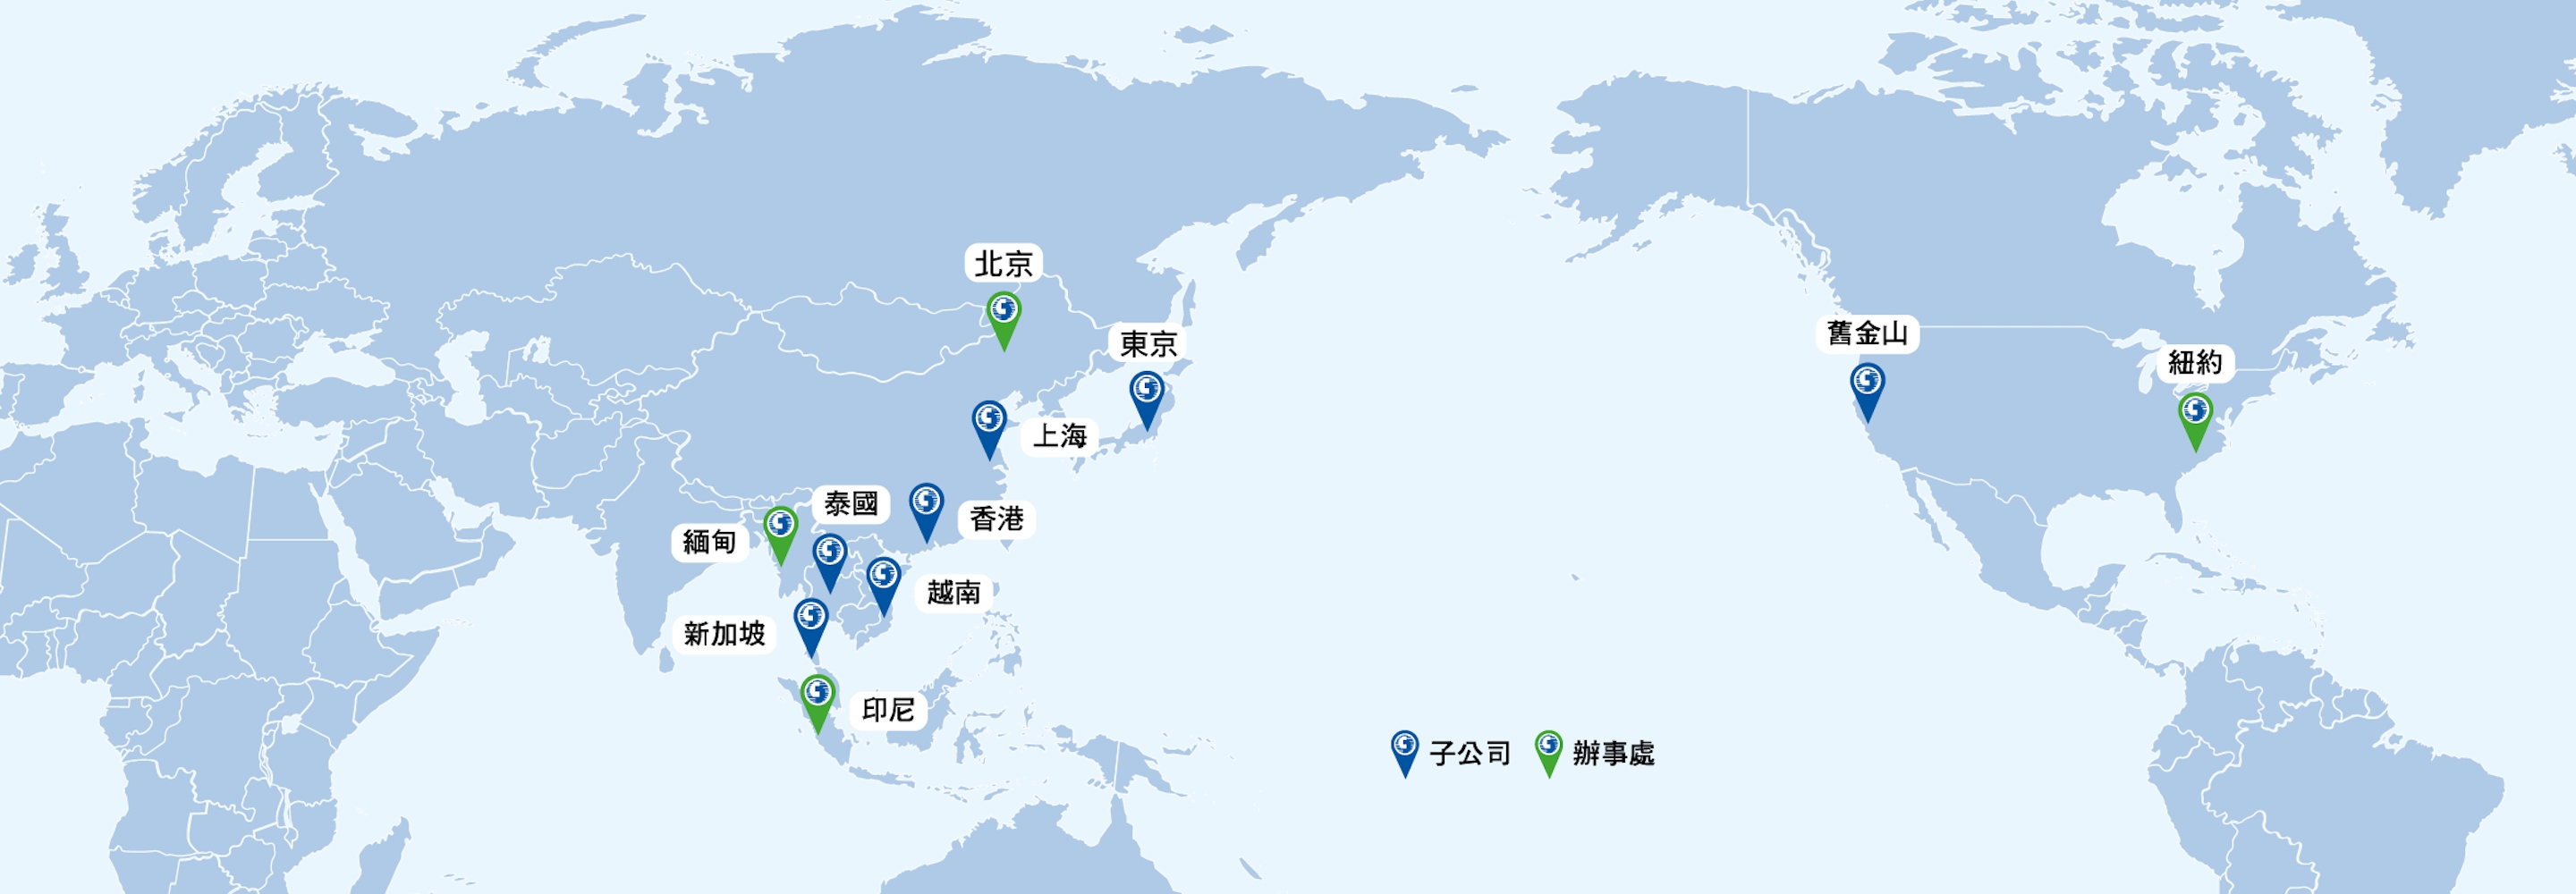 北京
東京
舊金山
紐約
上海
泰國
香港
緬甸
越南
新加坡
印尼
子公司 辦事處